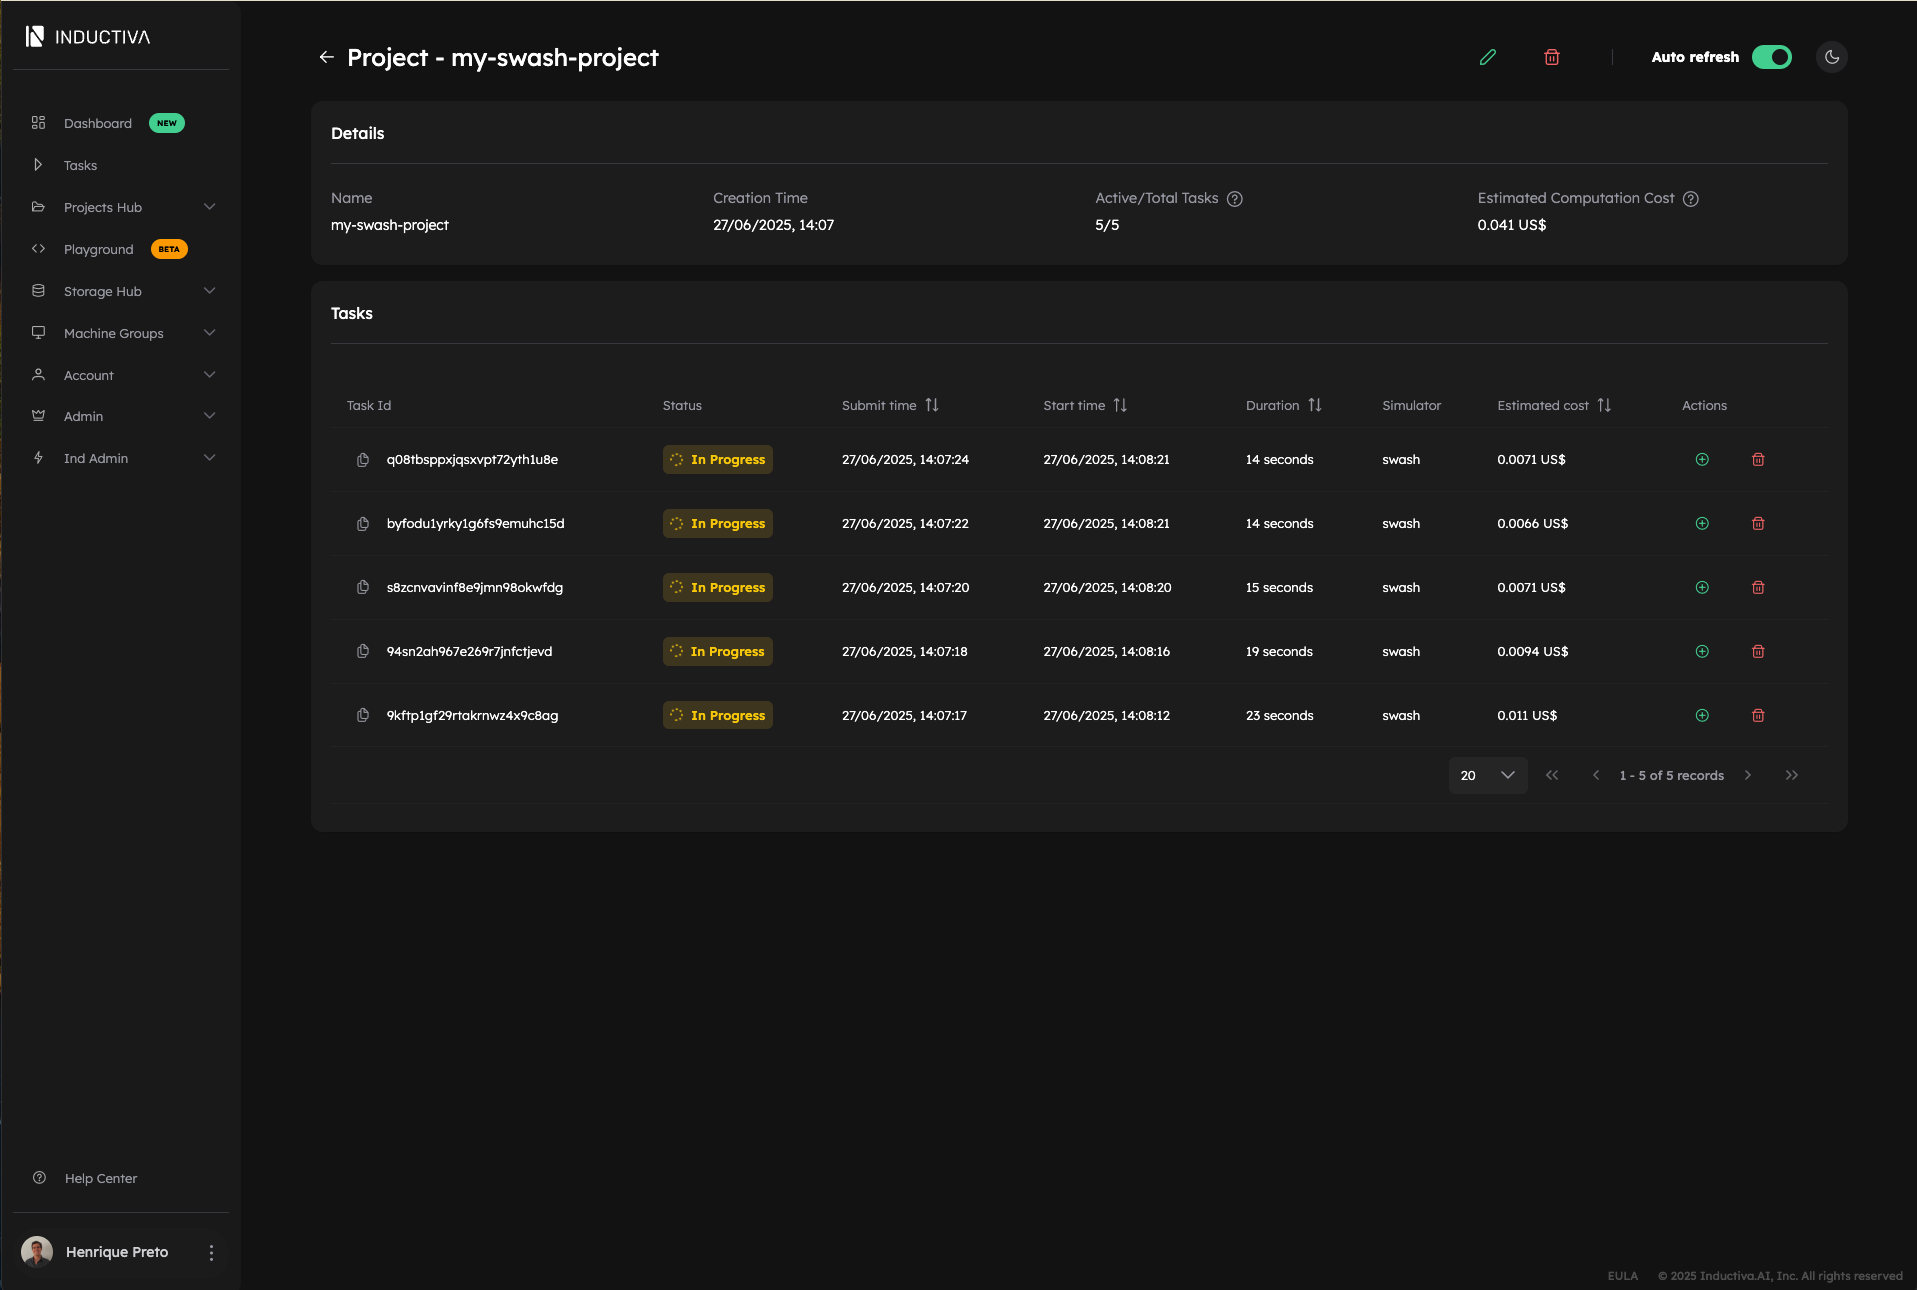 INDUCTIVA
Dashboard NEW
Tasks
Projects Hub
Playground BETA
Storage Hub
Machine Groups
Account
Admin
Ind Admin
Help Center
Henrique Preto
Project - my-swash-project
Auto refresh
Details
Name Creation Time Active/Total Tasks Estimated Computation Cost
my-swash-project 27/06/2025, 14:07 5/5 0.041 US$
Tasks
Task Id Status Submit time Start time Duration Simulator Estimated cost Actions
q08tbsppxjqsxvpt72yth1u8e In Progress 27/06/2025, 14:07:24 27/06/2025, 14:08:21 14 seconds swash 0.0071 US$
byfodu1yrky1g6fs9emuhc15d In Progress 27/06/2025, 14:07:22 27/06/2025, 14:08:21 14 seconds swash 0.0066 US$
s8zcnvavinf8e9jmn98okwfdg In Progress 27/06/2025, 14:07:20 27/06/2025, 14:08:20 15 seconds swash 0.0071 US$
94sn2ah967e269r7jnfctjevd In Progress 27/06/2025, 14:07:18 27/06/2025, 14:08:16 19 seconds swash 0.0094 US$
9kftp1gf29rtakrnwz4x9c8ag In Progress 27/06/2025, 14:07:17 27/06/2025, 14:08:12 23 seconds swash 0.011 US$
20 1 - 5 of 5 records
EULA © 2025 Inductiva.AI, Inc. All rights reserved